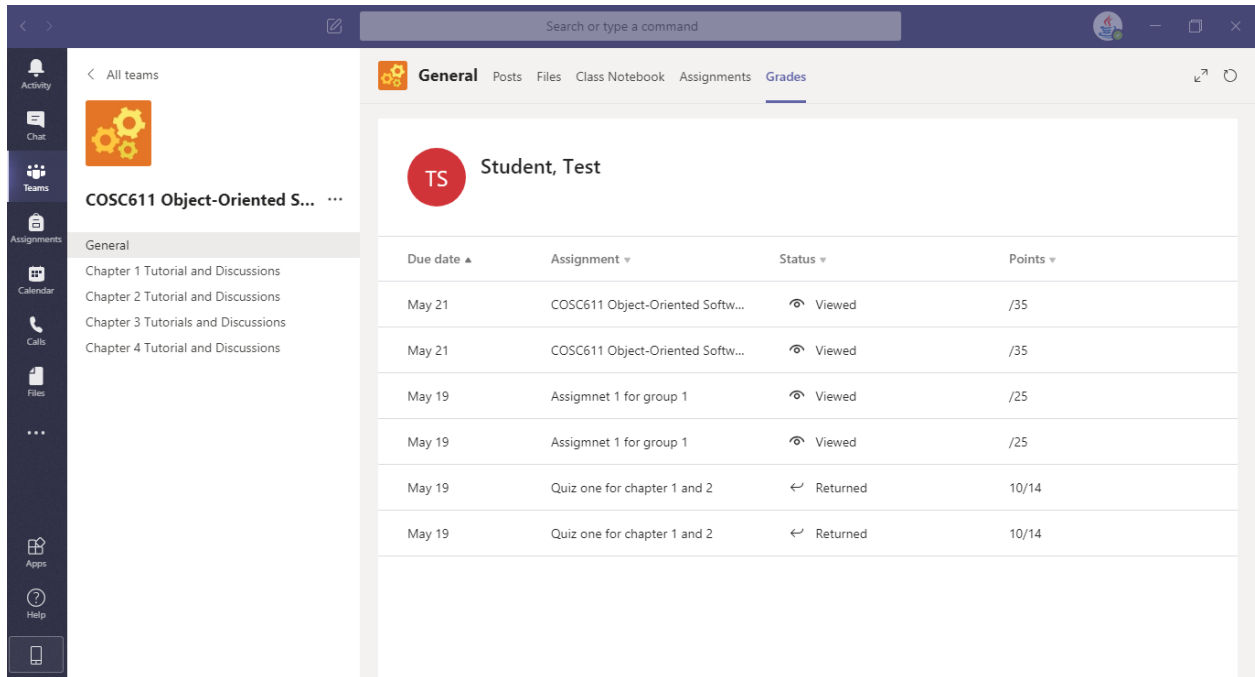 Search or type a command
Activity
Chat
Teams
Assignments
Calendar
Calls
Files
Apps
Help
All teams
COSC611 Object-Oriented S...
General
Chapter 1 Tutorial and Discussions
Chapter 2 Tutorial and Discussions
Chapter 3 Tutorials and Discussions
Chapter 4 Tutorial and Discussions
General Posts Files Class Notebook Assignments Grades
TS Student, Test
Due date Assignment Status Points
May 21 COSC611 Object-Oriented Softw... Viewed /35
May 21 COSC611 Object-Oriented Softw... Viewed /35
May 19 Assigmnet 1 for group 1 Viewed /25
May 19 Assigmnet 1 for group 1 Viewed /25
May 19 Quiz one for chapter 1 and 2 Returned 10/14
May 19 Quiz one for chapter 1 and 2 Returned 10/14